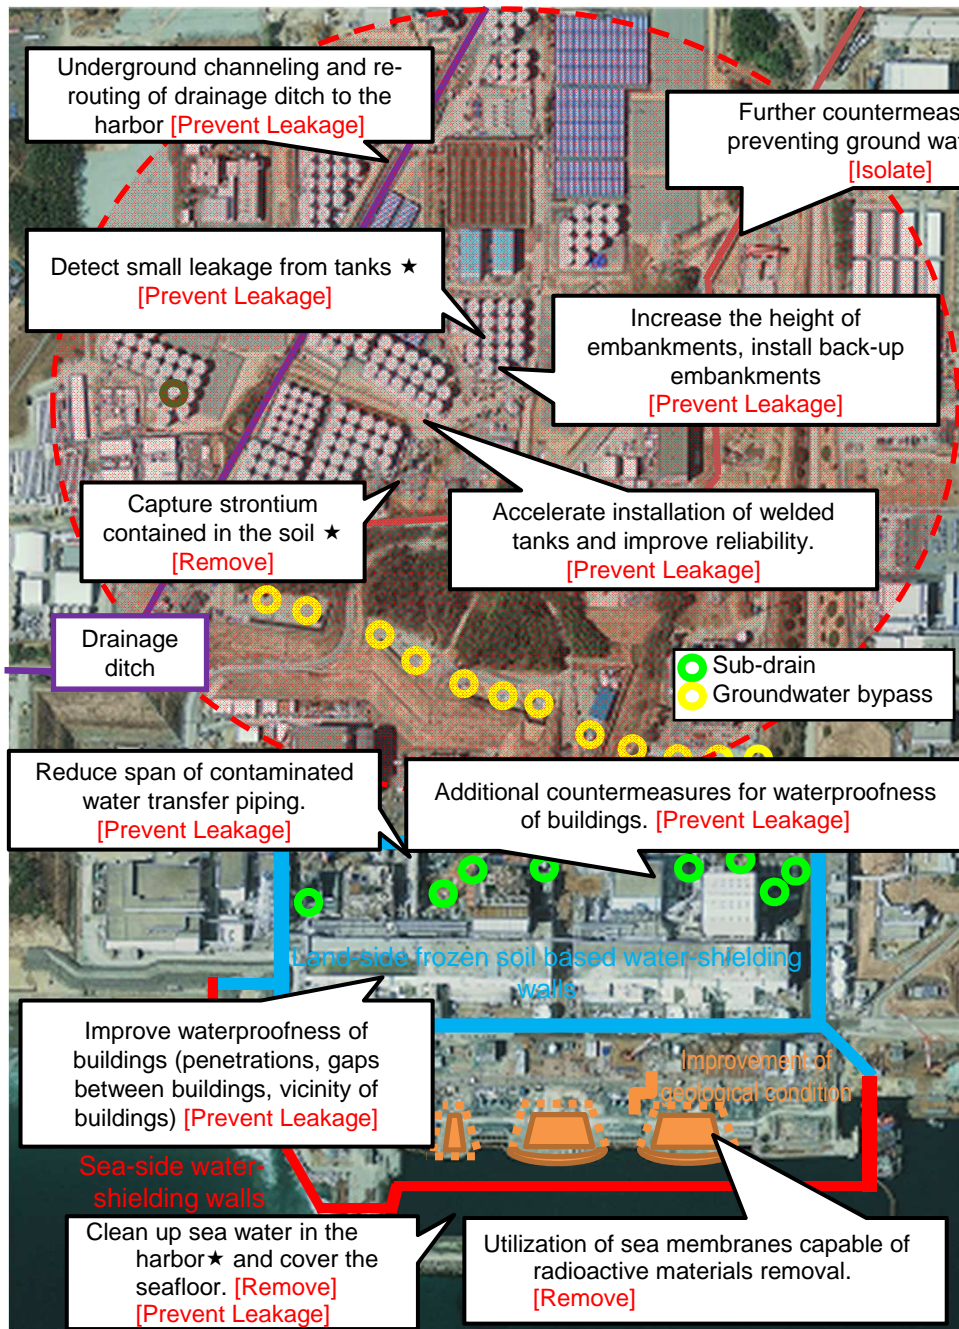 Underground channeling and re-
routing of drainage ditch to the
harbor [Prevent Leakage]
Further countermeas
preventing ground wat
[Isolate]
Detect small leakage from tanks ★
[Prevent Leakage]
Increase the height of
embankments, install back-up
embankments
[Prevent Leakage]
Capture strontium
contained in the soil ★
[Remove]
Accelerate installation of welded
tanks and improve reliability.
[Prevent Leakage]
Drainage
ditch
Sub-drain
Groundwater bypass
Reduce span of contaminated
water transfer piping.
[Prevent Leakage]
Additional countermeasures for waterproofness
of buildings. [Prevent Leakage]
Land-side frozen soil based water-shielding
walls
Improve waterproofness of
buildings (penetrations, gaps
between buildings, vicinity of
buildings) [Prevent Leakage]
Improvement of
geological condition
Sea-side water-
shielding walls
Clean up sea water in the
harbor★ and cover the
seafloor. [Remove]
[Prevent Leakage]
Utilization of sea membranes capable of
radioactive materials removal.
[Remove]